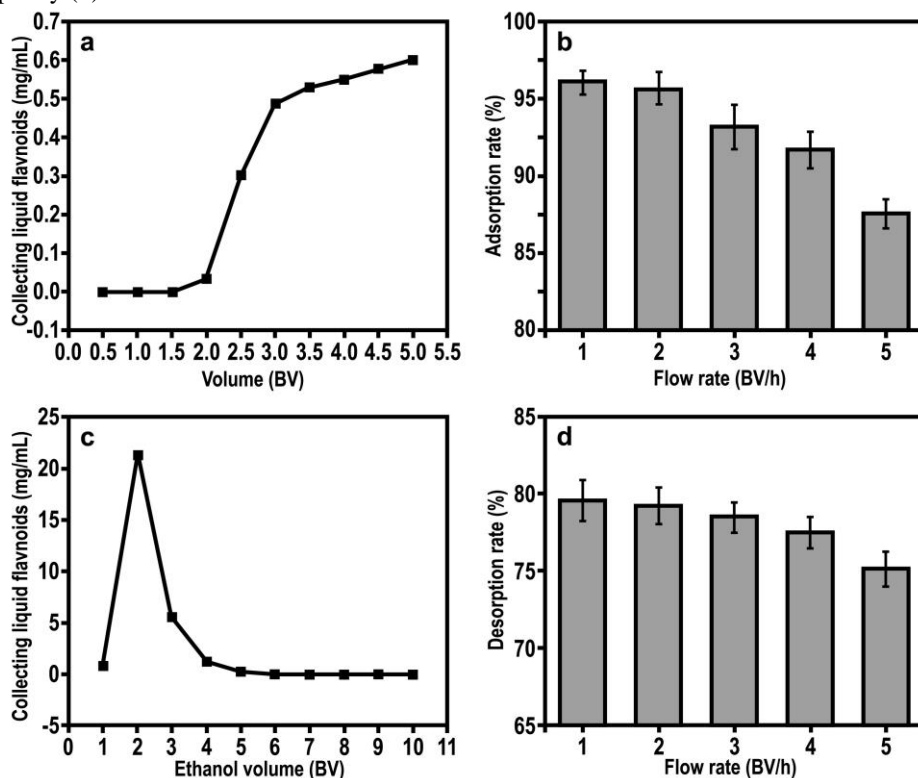 a
Collecting liquid flavnoids (mg/mL)
0.7
0.6
0.5
0.4
0.3
0.2
0.1
0.0
-0.1
0.0 0.5 1.0 1.5 2.0 2.5 3.0 3.5 4.0 4.5 5.0 5.5
Volume (BV)
b
Adsorption rate (%)
100
95
90
85
80
1 2 3 4 5
Flow rate (BV/h)
c
Collecting liquid flavnoids (mg/mL)
25
20
15
10
5
0
-5
0 1 2 3 4 5 6 7 8 9 10 11
Ethanol volume (BV)
d
Desorption rate (%)
85
80
75
70
65
1 2 3 4 5
Flow rate (BV/h)